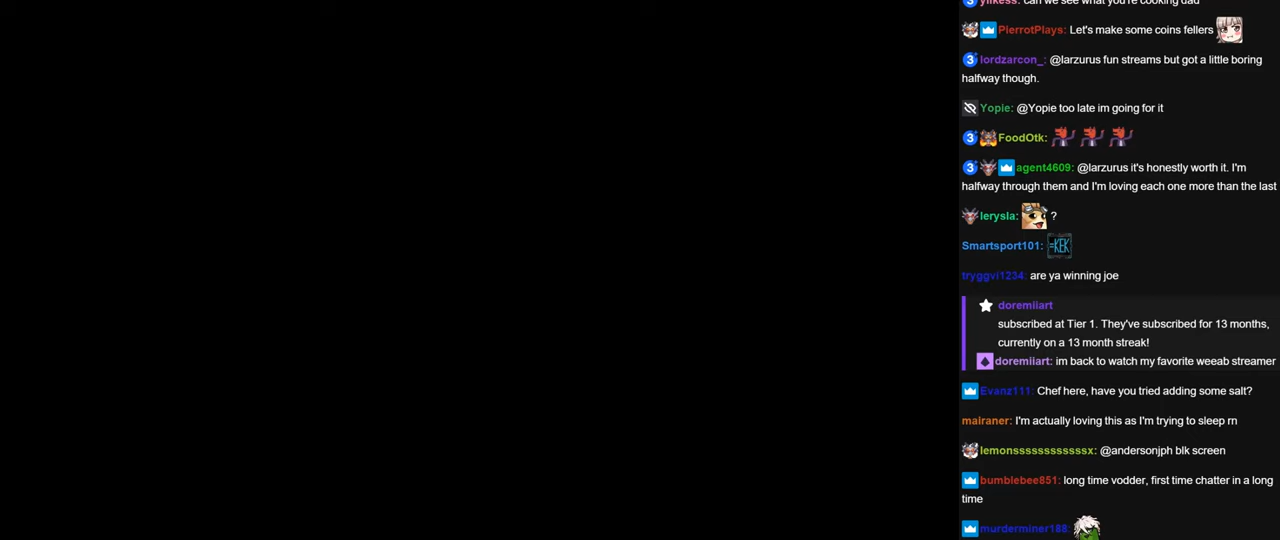 ylikess: can we see what you're cooking dad
PierrotPlays: Let's make some coins fellers
lordzarcon_: @larzurus fun streams but got a little boring
halfway though.
Yopie: @Yopie too late im going for it
FoodOtk:
agent4609: @larzurus it's honestly worth it. I'm
halfway through them and I'm loving each one more than the last
lerysla: ?
Smartsport101: =KEK
tryggvi1234: are ya winning joe
doremiiart
subscribed at Tier 1. They've subscribed for 13 months,
currently on a 13 month streak!
doremiiart: im back to watch my favorite weeab streamer
Evanz111: Chef here, have you tried adding some salt?
mairaner: I'm actually loving this as I'm trying to sleep rn
lemonsssssssssssssx: @andersonjph blk screen
bumblebee851: long time vodder, first time chatter in a long
time
murderminer188: